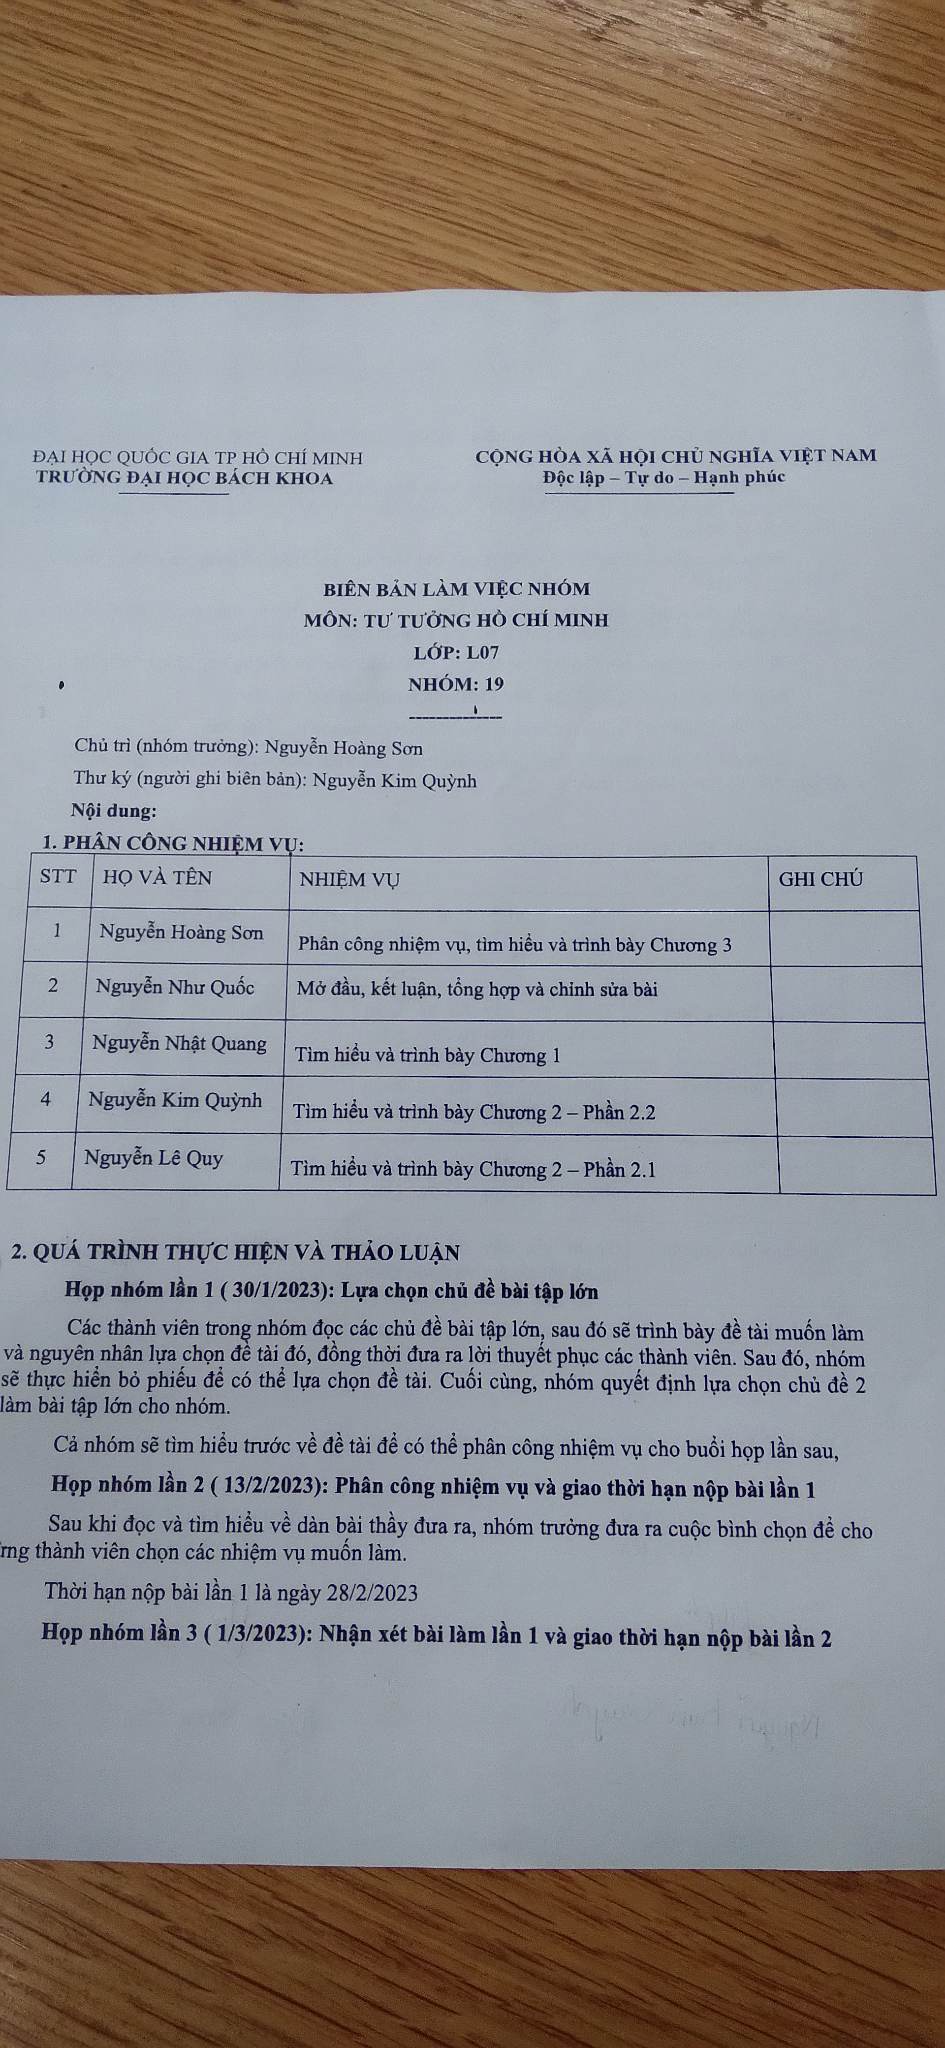 ĐẠI HỌC QUỐC GIA TP HỒ CHÍ MINH
TRƯỜNG ĐẠI HỌC BÁCH KHOA
CỘNG HÒA XÃ HỘI CHỦ NGHĨA VIỆT NAM
Độc lập – Tự do – Hạnh phúc
BIÊN BẢN LÀM VIỆC NHÓM
MÔN: TƯ TƯỞNG HỒ CHÍ MINH
LỚP: L07
NHÓM: 19
Chủ trì (nhóm trưởng): Nguyễn Hoàng Sơn
Thư ký (người ghi biên bản): Nguyễn Kim Quỳnh
Nội dung:
1. PHÂN CÔNG NHIỆM VỤ:
STT HỌ VÀ TÊN NHIỆM VỤ GHI CHÚ
1 Nguyễn Hoàng Sơn Phân công nhiệm vụ, tìm hiểu và trình bày Chương 3
2 Nguyễn Như Quốc Mở đầu, kết luận, tổng hợp và chỉnh sửa bài
3 Nguyễn Nhật Quang Tìm hiểu và trình bày Chương 1
4 Nguyễn Kim Quỳnh Tìm hiểu và trình bày Chương 2 – Phần 2.2
5 Nguyễn Lê Quy Tìm hiểu và trình bày Chương 2 – Phần 2.1
2. QUÁ TRÌNH THỰC HIỆN VÀ THẢO LUẬN
Họp nhóm lần 1 ( 30/1/2023): Lựa chọn chủ đề bài tập lớn
Các thành viên trong nhóm đọc các chủ đề bài tập lớn, sau đó sẽ trình bày đề tài muốn làm
và nguyên nhân lựa chọn đề tài đó, đồng thời đưa ra lời thuyết phục các thành viên. Sau đó, nhóm
sẽ thực hiển bỏ phiếu để có thể lựa chọn đề tài. Cuối cùng, nhóm quyết định lựa chọn chủ đề 2
làm bài tập lớn cho nhóm.
Cả nhóm sẽ tìm hiểu trước về đề tài để có thể phân công nhiệm vụ cho buổi họp lần sau,
Họp nhóm lần 2 ( 13/2/2023): Phân công nhiệm vụ và giao thời hạn nộp bài lần 1
Sau khi đọc và tìm hiểu về dàn bài thầy đưa ra, nhóm trưởng đưa ra cuộc bình chọn để cho
thành viên chọn các nhiệm vụ muốn làm.
Thời hạn nộp bài lần 1 là ngày 28/2/2023
Họp nhóm lần 3 ( 1/3/2023): Nhận xét bài làm lần 1 và giao thời hạn nộp bài lần 2